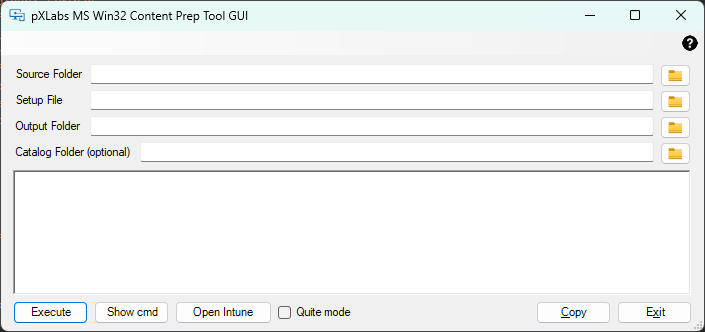 pXLabs MS Win32 Content Prep Tool GUI
?
Source Folder
Setup File
Output Folder
Catalog Folder (optional)
Execute Show cmd Open Intune Quite mode Copy Exit